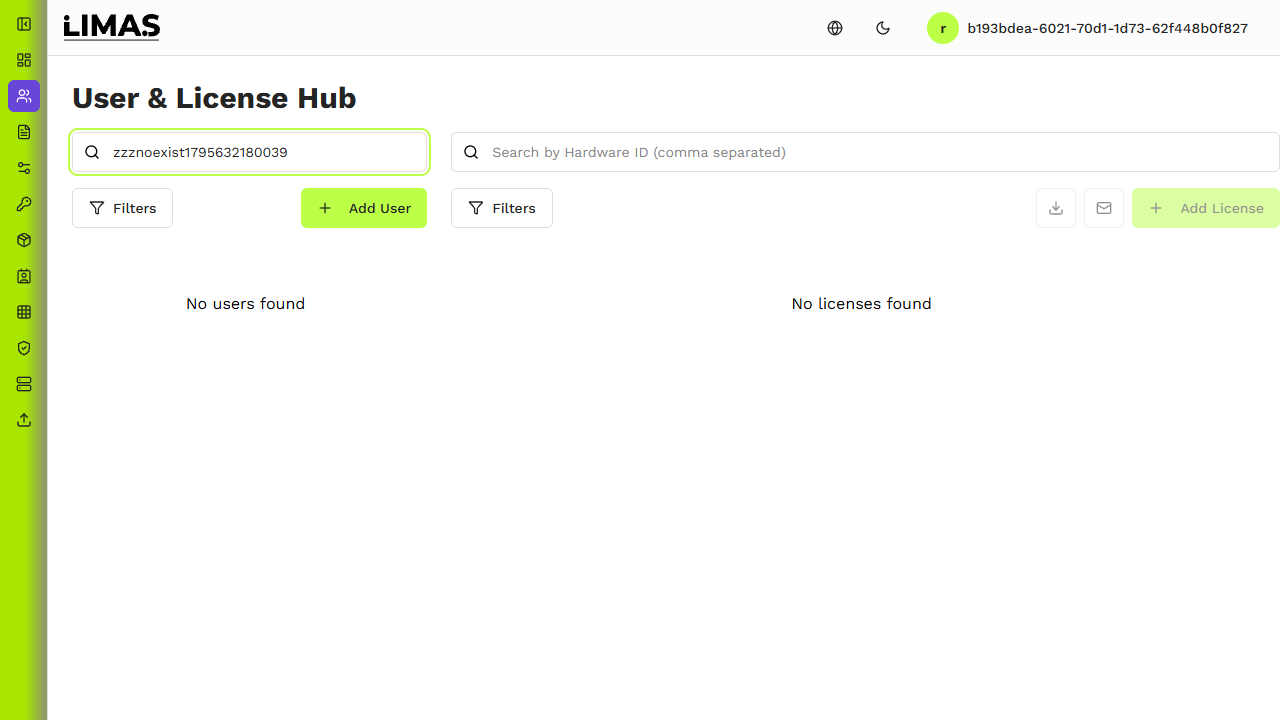 LIMAS
r
b193bdea-6021-70d1-1d73-62f448b0f827
User & License Hub
zzznoexist1795632180039
Search by Hardware ID (comma separated)
Filters
Add User
Filters
Add License
No users found
No licenses found